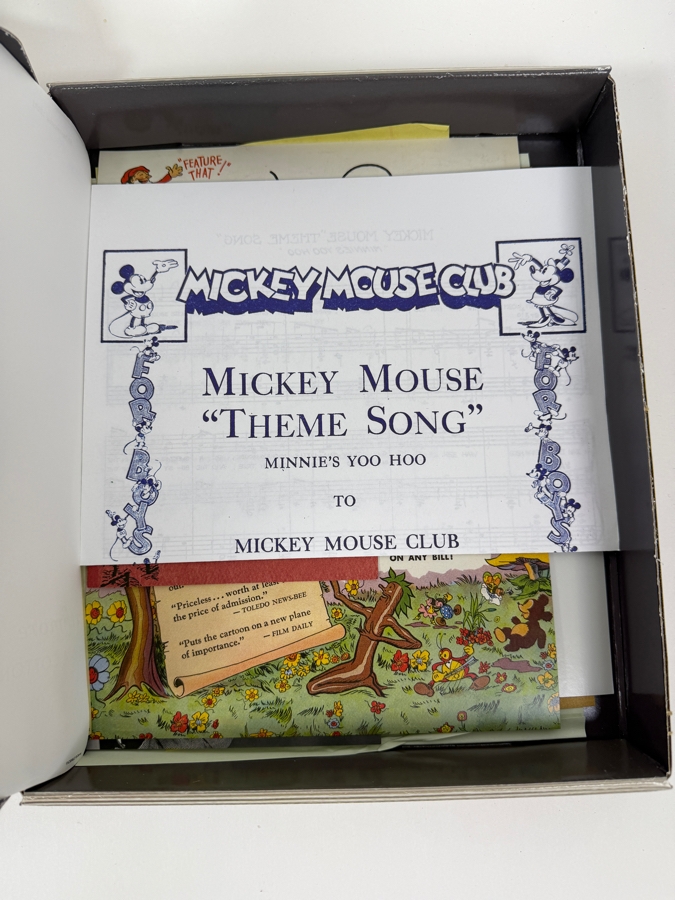 "FEATURE
THAT!"
MICKEY MOUSE CLUB
MICKEY MOUSE
"THEME SONG"
MINNIE'S YOO HOO
TO
MICKEY MOUSE CLUB
FOR BOYS
FOR BOYS
ON ANY BILL!
"Priceless... worth at least
the price of admission."
— TOLEDO NEWS-BEE
"Puts the cartoon on a new plane
of importance."
— FILM DAILY